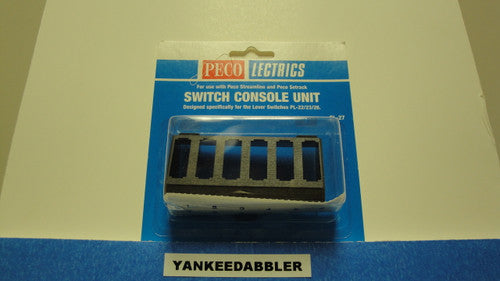 PECO LECTRICS
For use with Peco Streamline and Peco Setrack
SWITCH CONSOLE UNIT
Designed specifically for the Lever Switches PL-22/23/26.
YANKEEDABBLER